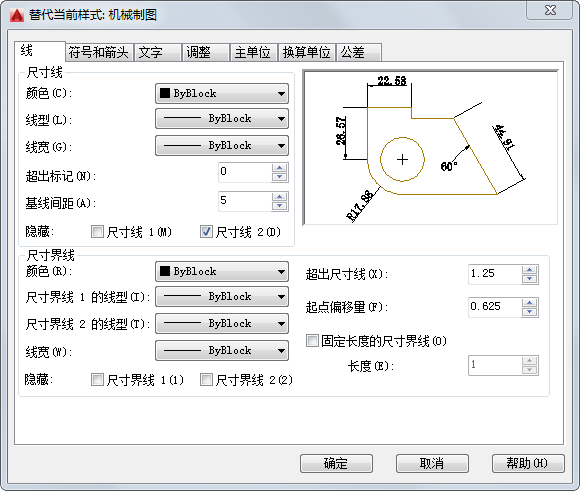 替代当前样式: 机械制图
线 符号和箭头 文字 调整 主单位 换算单位 公差
尺寸线
颜色(C): ByBlock
线型(L): ByBlock
线宽(G): ByBlock
超出标记(N): 0
基线间距(A): 5
隐藏: 尺寸线 1(M) 尺寸线 2(D)
22.58
26.57
44.91
60°
R17.88
尺寸界线
颜色(R): ByBlock
尺寸界线 1 的线型(I): ByBlock
尺寸界线 2 的线型(T): ByBlock
线宽(W): ByBlock
隐藏: 尺寸界线 1(1) 尺寸界线 2(2)
超出尺寸线(X): 1.25
起点偏移量(F): 0.625
固定长度的尺寸界线(O)
长度(E): 1
确定 取消 帮助(H)